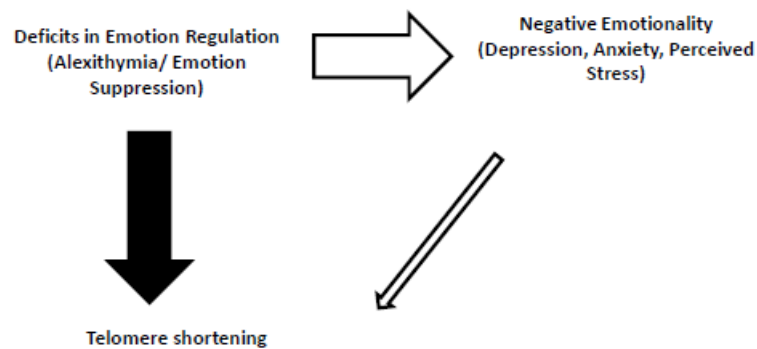 Deficits in Emotion Regulation
(Alexithymia/ Emotion
Suppression)
Negative Emotionality
(Depression, Anxiety, Perceived
Stress)
Telomere shortening